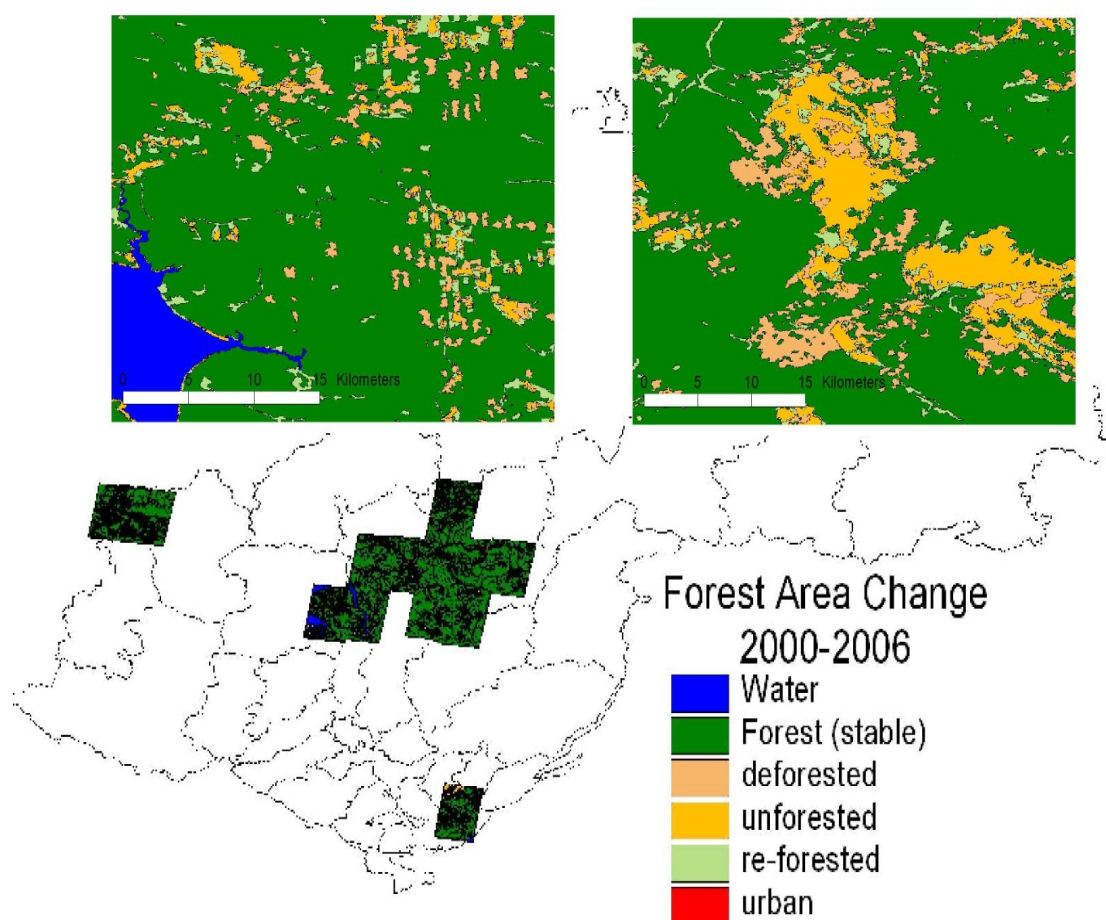 0 5 10 15 Kilometers
0 5 10 15 Kilometers
Forest Area Change
2000-2006
Water
Forest (stable)
deforested
unforested
re-forested
urban